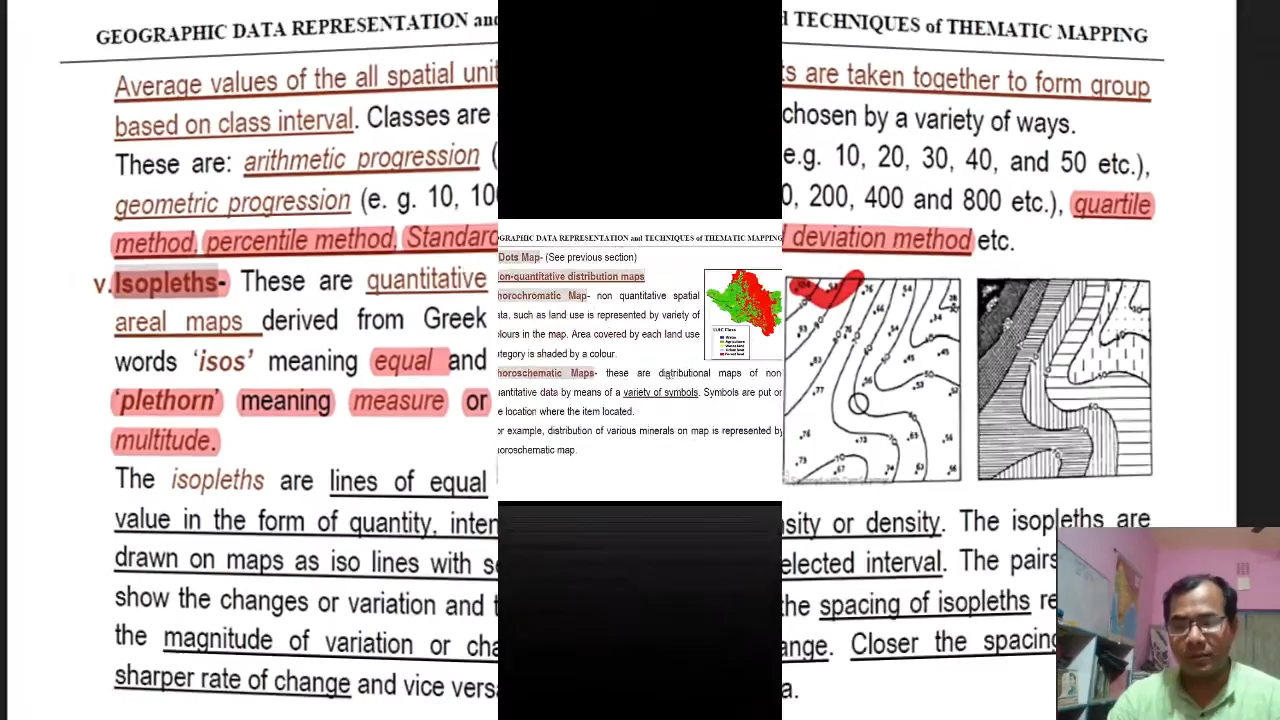 GEOGRAPHIC DATA REPRESENTATION and TECHNIQUES of THEMATIC MAPPING
Average values of the all spatial unit s are taken together to form group
based on class interval. Classes are chosen by a variety of ways.
These are: arithmetic progression ( e.g. 10, 20, 30, 40, and 50 etc.),
geometric progression (e. g. 10, 10 0, 200, 400 and 800 etc.), quartile
method, percentile method, Standard deviation method etc.
v. Isopleths- These are quantitative
areal maps derived from Greek
words ‘isos’ meaning equal and
‘plethorn’ meaning measure or
multitude.
The isopleths are lines of equal
value in the form of quantity, inten sity or density. The isopleths are
drawn on maps as iso lines with se elected interval. The pairs
show the changes or variation and t the spacing of isopleths re
the magnitude of variation or cha ange. Closer the spacing
sharper rate of change and vice versa a.
OGRAPHIC DATA REPRESENTATION and TECHNIQUES of THEMATIC MAPPING
Dots Map- (See previous section)
on-quantitative distribution maps
horochromatic Map- non quantitative spatial
ta, such as land use is represented by variety of
olours in the map. Area covered by each land use
tegory is shaded by a colour.
horoschematic Maps- these are distributional maps of non-
uantitative data by means of a variety of symbols. Symbols are put or
e location where the item located.
or example, distribution of various minerals on map is represented by
horoschematic map.